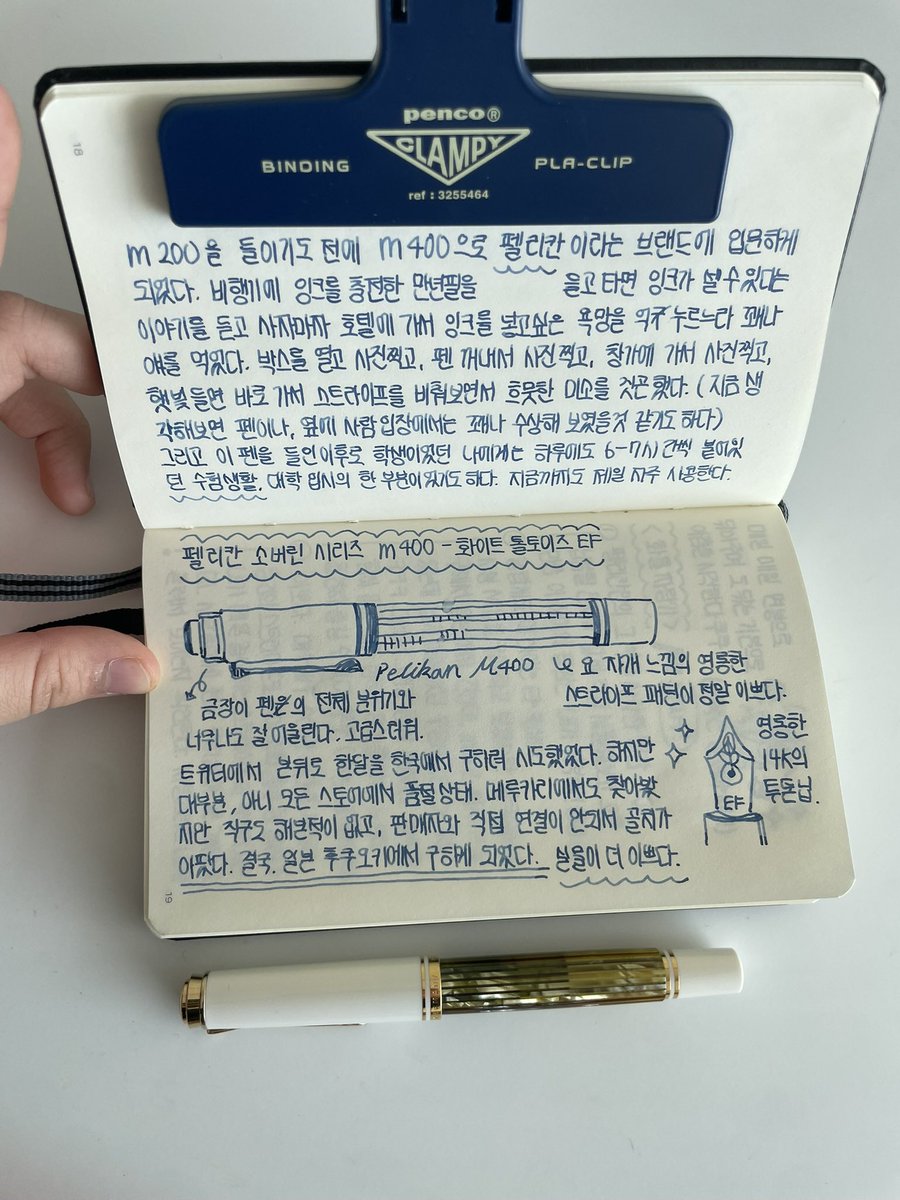 penco®
CLAMPY
BINDING
PLA-CLIP
ref : 3255464
18
m 200을 들이기도 전에 m 400으로 펠리칸이라는 브랜드에 입문하게
되었다. 비행기에 잉크를 충전한 만년필을 들고 타면 잉크가 샐 수 있다는
이야기를 듣고 사자마자 호텔에 가서 잉크를 넣고싶은 욕망을 억누르느라 꽤나
애를 먹었다. 박스를 열고 사진찍고, 펜 꺼내서 사진찍고, 창가에 가서 사진찍고,
햇빛들면 바로 가서 스트라이프를 비춰보면서 흐뭇한 미소를 짓곤 했다. (지금 생
각해보면 펜이나, 옆에 사람 입장에서는 꽤나 수상해 보였을것 같기도 하다)
그리고 이 펜을 들인 이후로 학생이었던 나에게는 하루에도 6-7시간씩 붙어있
던 수험생활, 대학 입시의 한 부분이었기도 하다. 지금까지도 제일 자주 사용한다.
펠리칸 소버린 시리즈 m400 - 화이트 톨토이즈 EF
Pelikan M400
요 자개 느낌의 영롱한
스트라이프 패턴이 정말 이쁘다.
금장이 펜의 전체 분위기와
너무나도 잘 어울린다. 고급스러워.
영롱한
14K의
투톤닙.
EF
트위터에서 본뒤로 한달을 한국에서 구하려 시도했었다. 하지만
대부분, 아니 모든 스토어에서 품절상태. 메루카리에서도 찾아봤
지만 직구도 해본적이 없고, 판매자와 직접 연결이 안되서 골치가
아팠다. 결국, 일본 후쿠오카에서 구하게 되었다. 실물이 더 이쁘다.
19